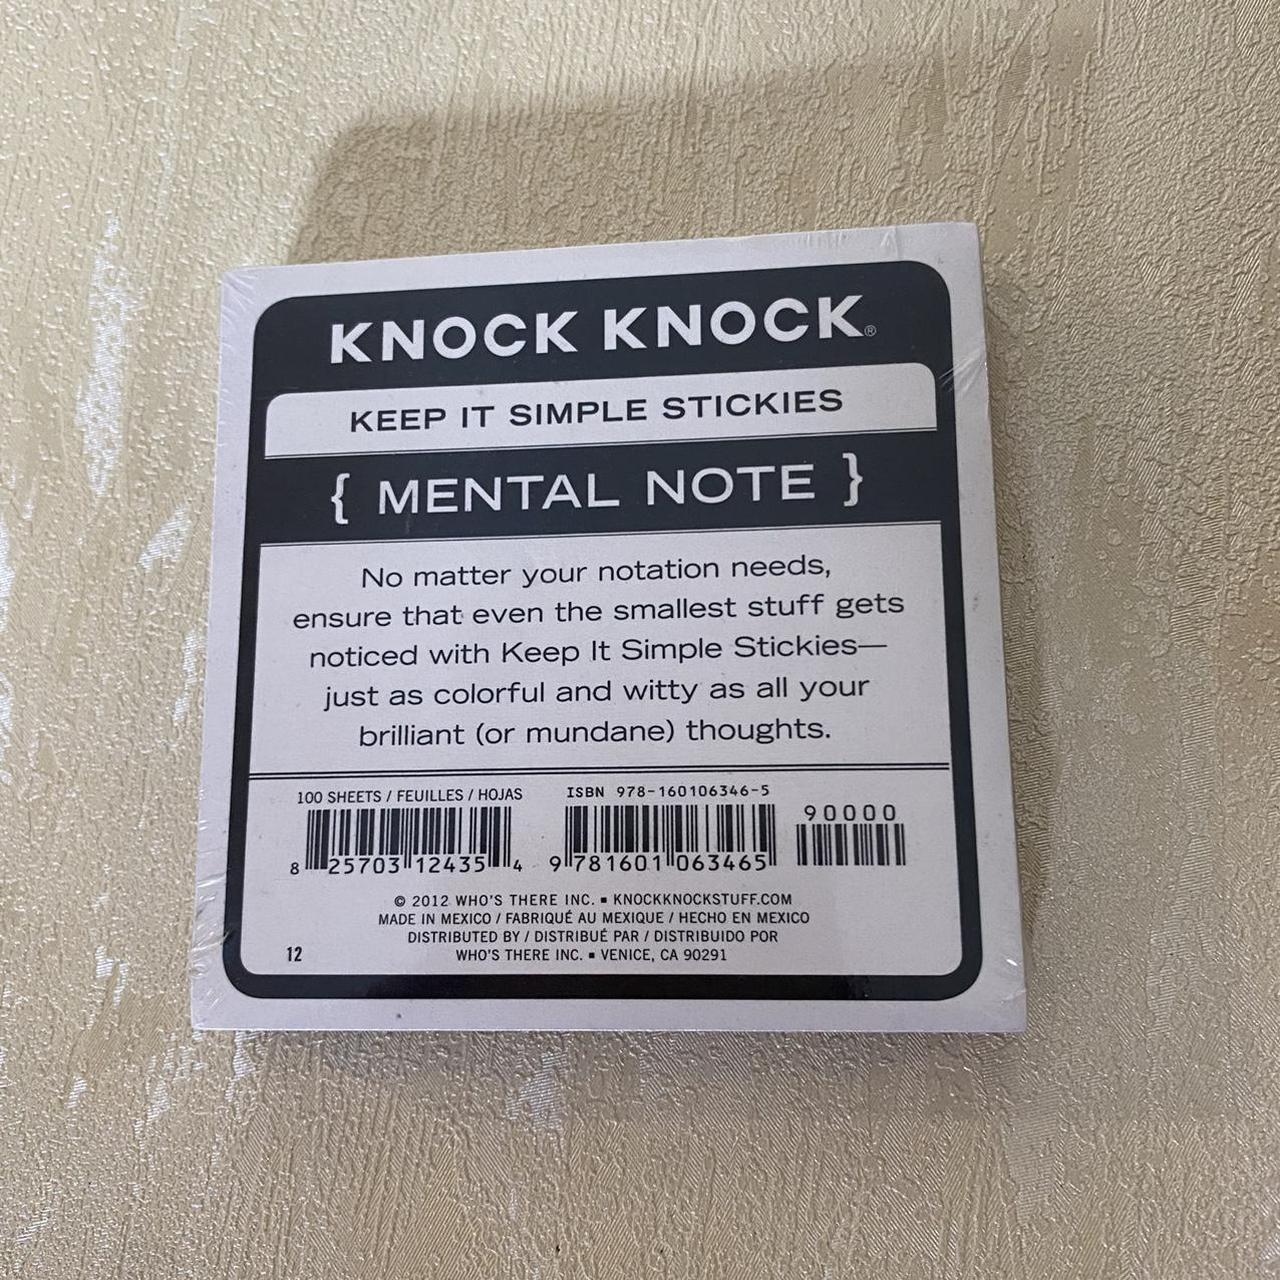 KNOCK KNOCK®
KEEP IT SIMPLE STICKIES
{ MENTAL NOTE }
No matter your notation needs,
ensure that even the smallest stuff gets
noticed with Keep It Simple Stickies—
just as colorful and witty as all your
brilliant (or mundane) thoughts.
100 SHEETS / FEUILLES / HOJAS
8 25703 12435 4
ISBN 978-160106346-5
9 781601 063465
90000
© 2012 WHO'S THERE INC. ▪ KNOCKKNOCKSTUFF.COM
MADE IN MEXICO / FABRIQUÉ AU MEXIQUE / HECHO EN MEXICO
DISTRIBUTED BY / DISTRIBUÉ PAR / DISTRIBUIDO POR
WHO'S THERE INC. ▪ VENICE, CA 90291
12